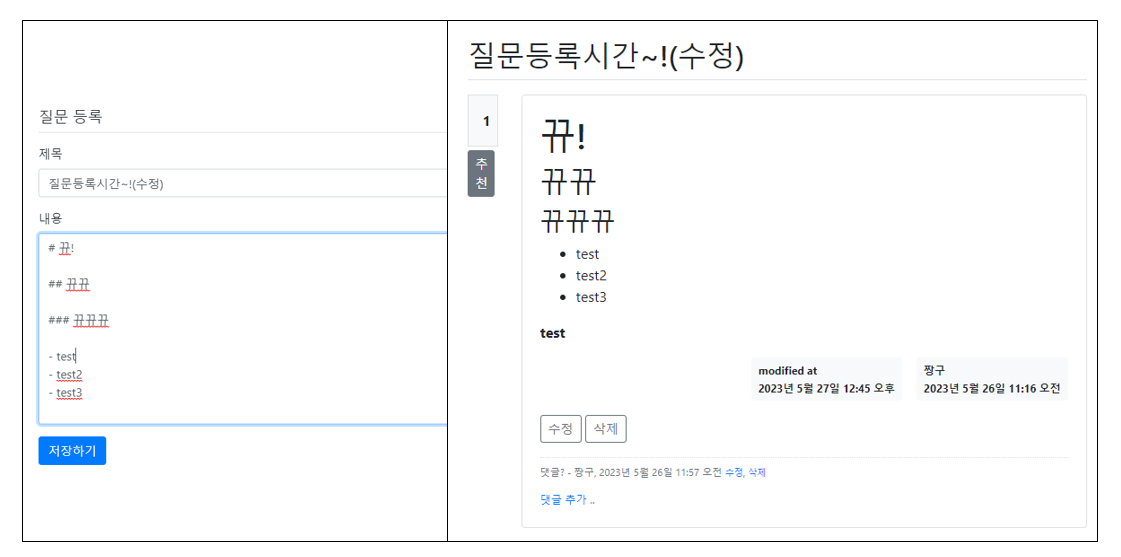 질문 등록
제목
질문등록시간~!(수정)
내용
# 뀨!
## 뀨뀨
### 뀨뀨뀨
- test
- test2
- test3
저장하기
질문등록시간~!(수정)
1
추
천
뀨!
뀨뀨
뀨뀨뀨
• test
• test2
• test3
test
modified at
2023년 5월 27일 12:45 오후
짱구
2023년 5월 26일 11:16 오전
수정 삭제
댓글? - 짱구, 2023년 5월 26일 11:57 오전 수정, 삭제
댓글 추가 ..